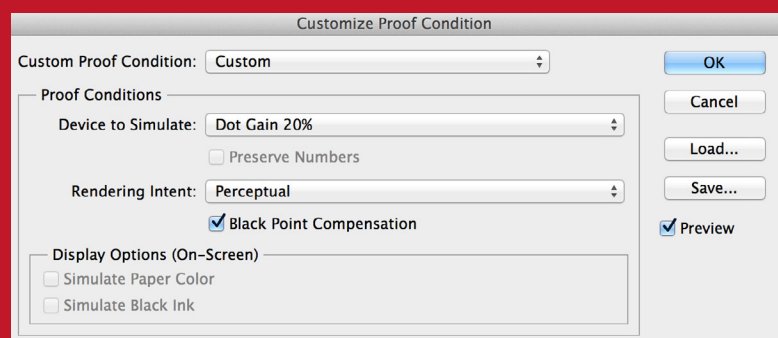 Customize Proof Condition
Custom Proof Condition: Custom
OK
Proof Conditions
Cancel
Device to Simulate: Dot Gain 20%
Preserve Numbers
Load...
Rendering Intent: Perceptual
Save...
Black Point Compensation
Preview
Display Options (On-Screen)
Simulate Paper Color
Simulate Black Ink